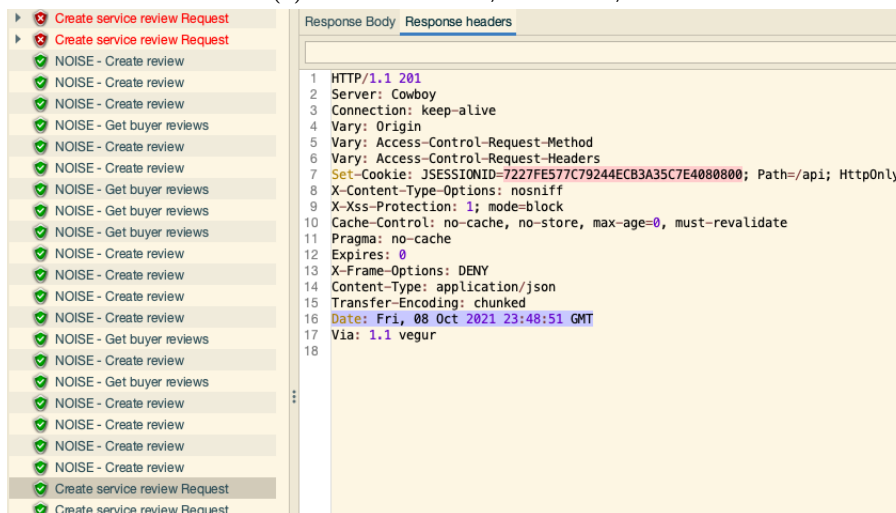 Create service review Request
Create service review Request
NOISE - Create review
NOISE - Create review
NOISE - Create review
NOISE - Get buyer reviews
NOISE - Create review
NOISE - Create review
NOISE - Get buyer reviews
NOISE - Get buyer reviews
NOISE - Get buyer reviews
NOISE - Create review
NOISE - Create review
NOISE - Create review
NOISE - Create review
NOISE - Get buyer reviews
NOISE - Create review
NOISE - Get buyer reviews
NOISE - Create review
NOISE - Create review
NOISE - Create review
NOISE - Create review
Create service review Request
Create service review Request
Response Body Response headers
1 HTTP/1.1 201
2 Server: Cowboy
3 Connection: keep-alive
4 Vary: Origin
5 Vary: Access-Control-Request-Method
6 Vary: Access-Control-Request-Headers
7 Set-Cookie: JSESSIONID=7227FE577C79244ECB3A35C7E4080800; Path=/api; HttpOnly
8 X-Content-Type-Options: nosniff
9 X-Xss-Protection: 1; mode=block
10 Cache-Control: no-cache, no-store, max-age=0, must-revalidate
11 Pragma: no-cache
12 Expires: 0
13 X-Frame-Options: DENY
14 Content-Type: application/json
15 Transfer-Encoding: chunked
16 Date: Fri, 08 Oct 2021 23:48:51 GMT
17 Via: 1.1 vegur
18